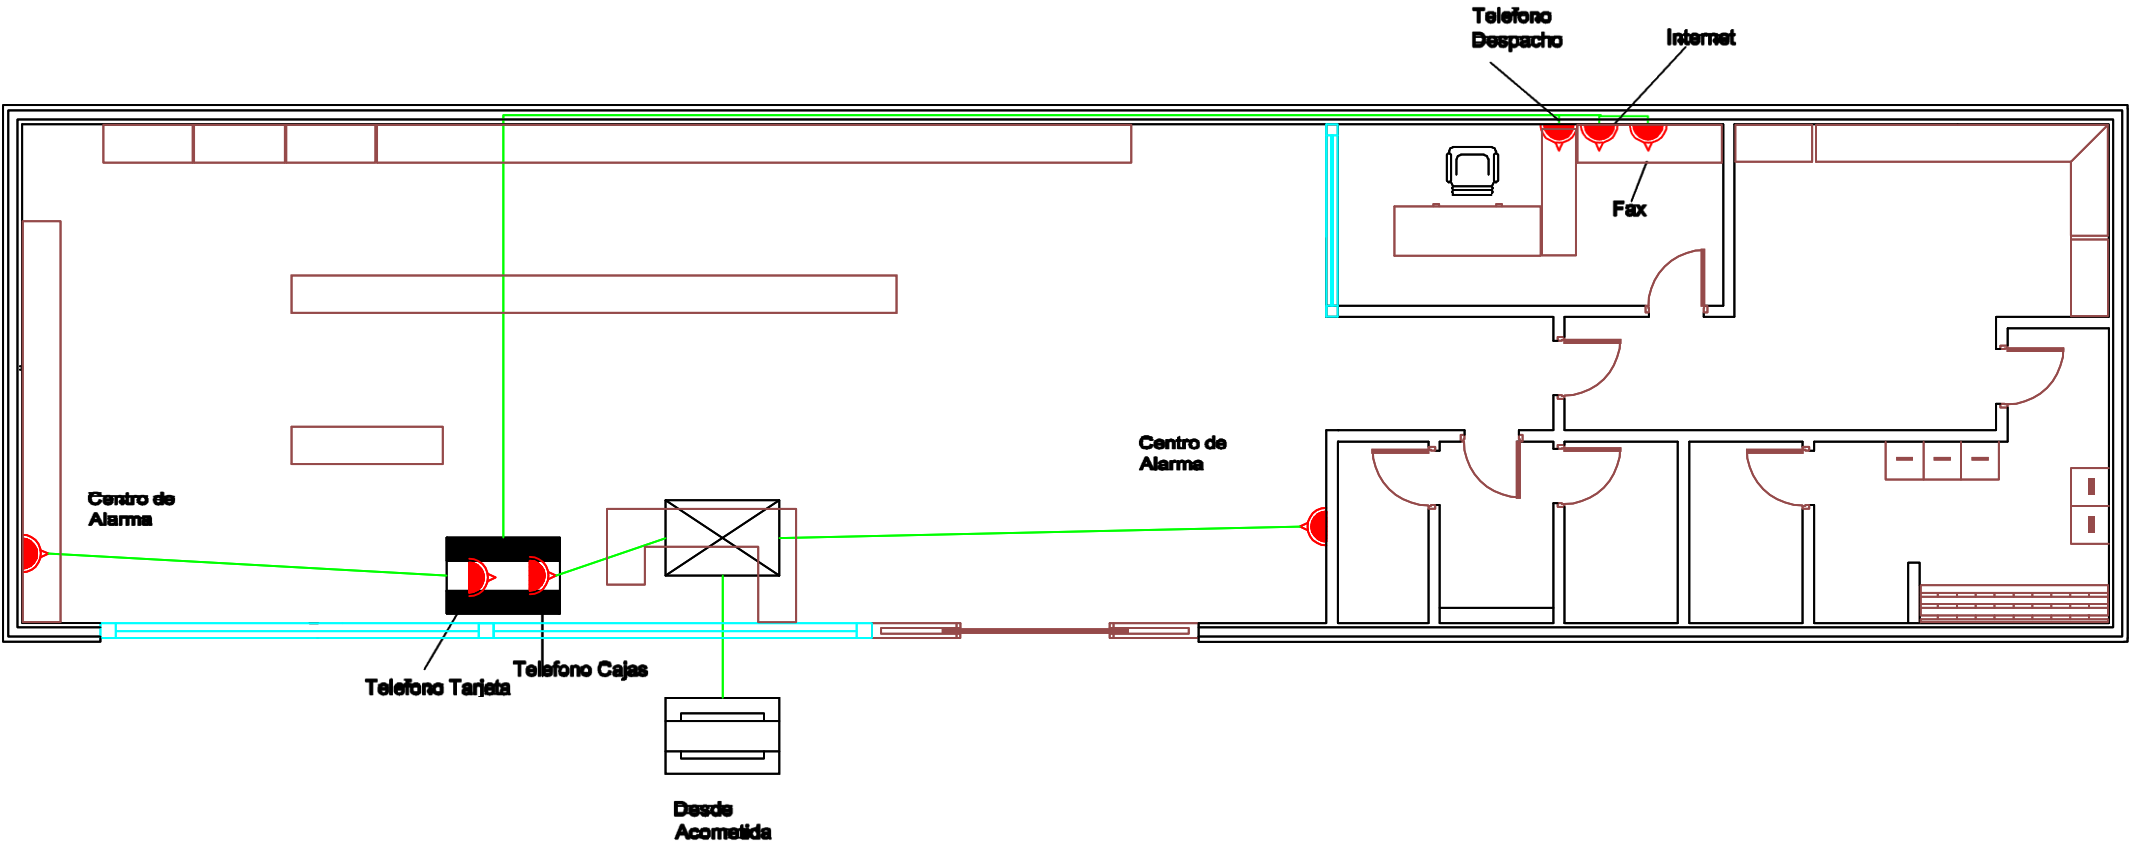 Telefono
Despacho
Internet
Fax
Centro de
Alarma
Centro de
Alarma
Telefono Cajas
Telefono Tarjeta
Desde
Acometida